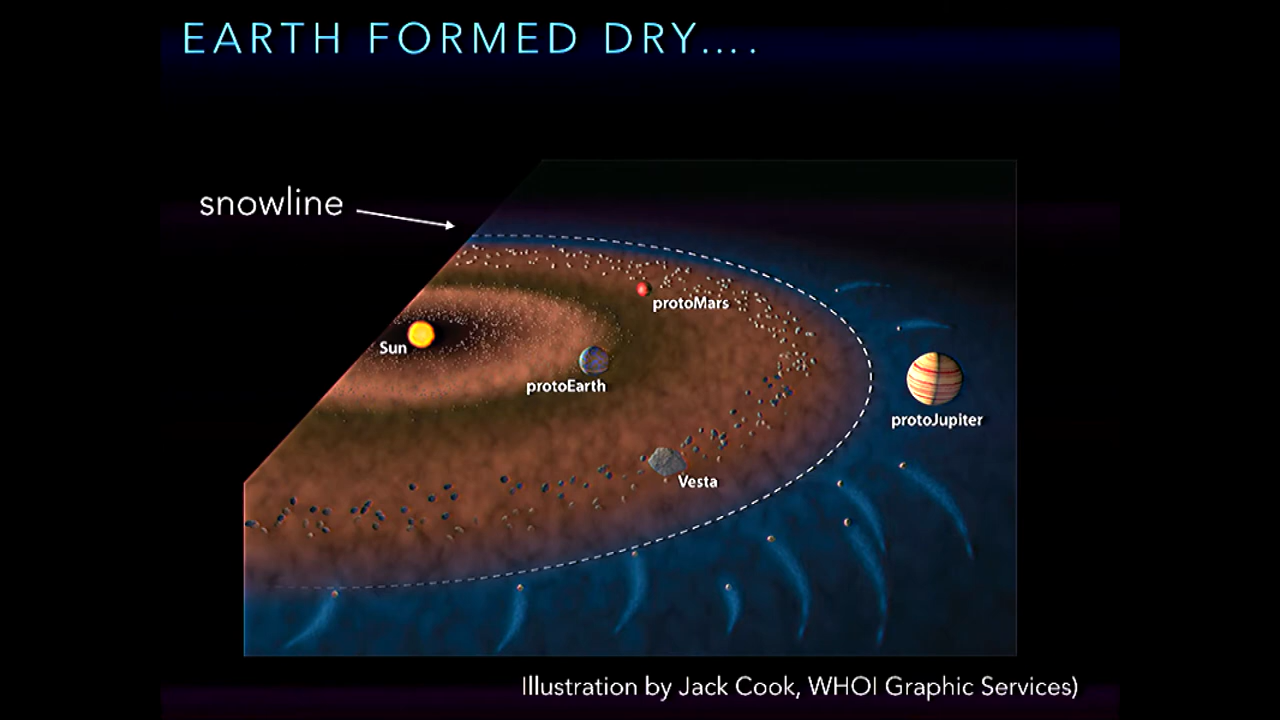 EARTH FORMED DRY....
snowline
protoMars
Sun
protoEarth
protoJupiter
Vesta
Illustration by Jack Cook, WHOI Graphic Services)